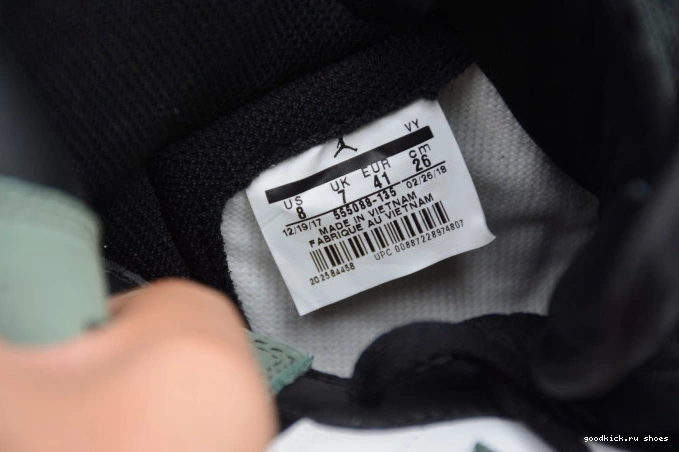 VY
US UK EUR cm
8 7 41 26
12/19/17 555088-135 02/26/18
MADE IN VIETNAM
FABRIQUE AU VIETNAM
202584458 UPC 00887228974807
goodkick.ru shoes